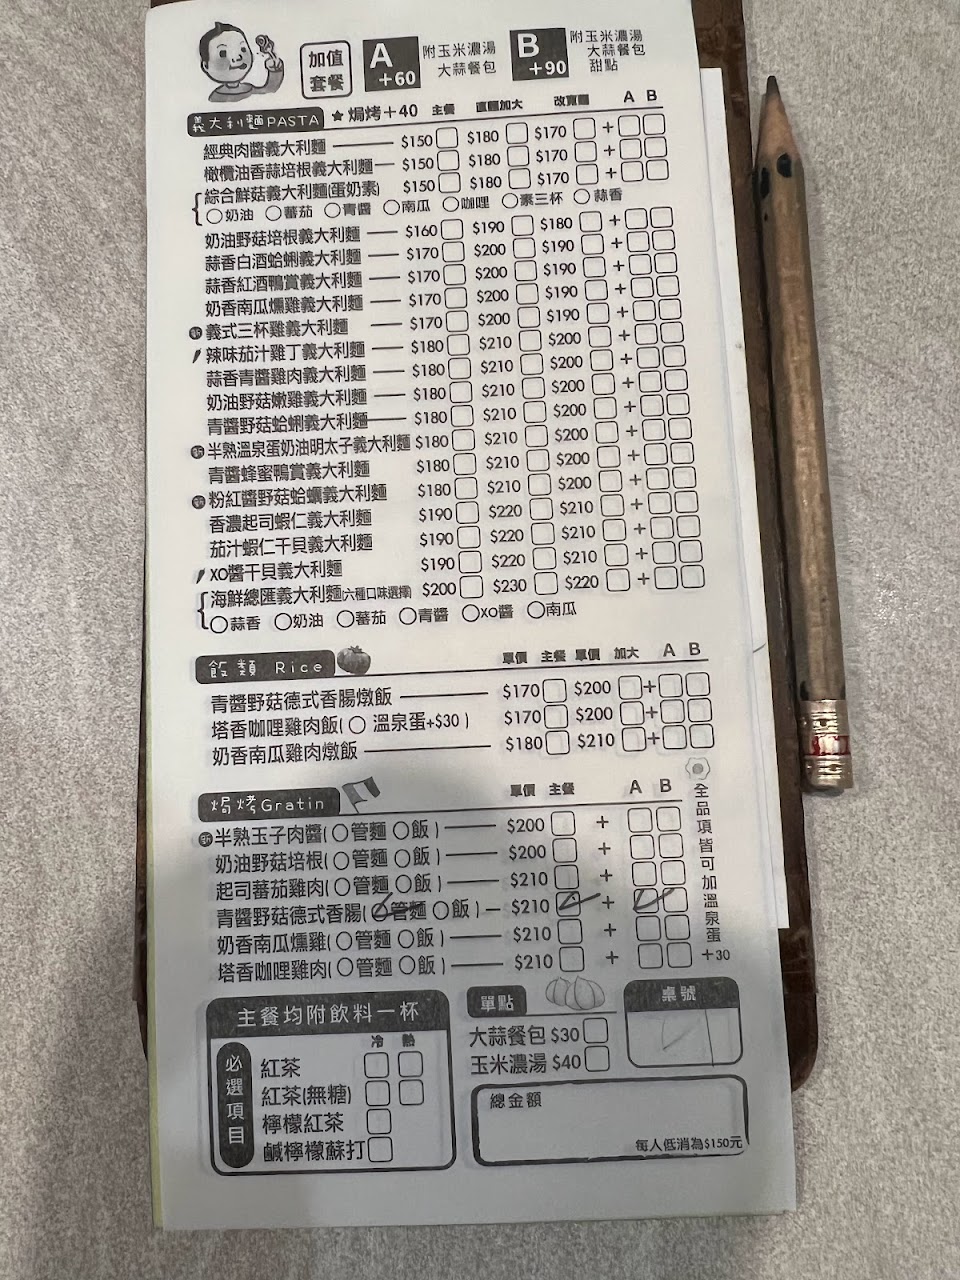 加值套餐
A +60 附玉米濃湯 大蒜餐包
B +90 附玉米濃湯 大蒜餐包 甜點
義大利麵PASTA ★焗烤+40 主餐 直麵加大 改寬麵 A B
經典肉醬義大利麵 $150 $180 $170 +
橄欖油香蒜培根義大利麵 $150 $180 $170 +
綜合鮮菇義大利麵(蛋奶素) $150 $180 $170 +
○奶油 ○蕃茄 ○青醬 ○南瓜 ○咖哩 ○素三杯 ○蒜香
奶油野菇培根義大利麵 $160 $190 $180 +
蒜香白酒蛤蜊義大利麵 $170 $200 $190 +
蒜香紅酒鴨賞義大利麵 $170 $200 $190 +
奶香南瓜燻雞義大利麵 $170 $200 $190 +
義式三杯雞義大利麵 $170 $200 $190 +
辣味茄汁雞丁義大利麵 $180 $210 $200 +
蒜香青醬雞肉義大利麵 $180 $210 $200 +
奶油野菇嫩雞義大利麵 $180 $210 $200 +
青醬野菇蛤蜊義大利麵 $180 $210 $200 +
半熟溫泉蛋奶油明太子義大利麵 $180 $210 $200 +
青醬蜂蜜鴨賞義大利麵 $180 $210 $200 +
粉紅醬野菇蛤蠣義大利麵 $180 $210 $200 +
香濃起司蝦仁義大利麵 $190 $220 $210 +
茄汁蝦仁干貝義大利麵 $190 $220 $210 +
XO醬干貝義大利麵 $190 $220 $210 +
海鮮總匯義大利麵(六種口味選擇) $200 $230 $220 +
○蒜香 ○奶油 ○蕃茄 ○青醬 ○XO醬 ○南瓜
飯類 Rice 單價 主餐 單價 加大 A B
青醬野菇德式香腸燉飯 $170 $200 +
塔香咖哩雞肉飯(○ 溫泉蛋+$30) $170 $200 +
奶香南瓜雞肉燉飯 $180 $210 +
焗烤Gratin 單價 主餐 A B
半熟玉子肉醬(○管麵 ○飯) $200 +
奶油野菇培根(○管麵 ○飯) $200 +
起司蕃茄雞肉(○管麵 ○飯) $210 +
青醬野菇德式香腸(○管麵 ○飯) $210 +
奶香南瓜燻雞(○管麵 ○飯) $210 +
塔香咖哩雞肉(○管麵 ○飯) $210 +
全品項皆可加溫泉蛋 +30
主餐均附飲料一杯
必選項目
冷 熱
紅茶
紅茶(無糖)
檸檬紅茶
鹹檸檬蘇打
單點
大蒜餐包 $30
玉米濃湯 $40
桌號
總金額
每人低消為$150元